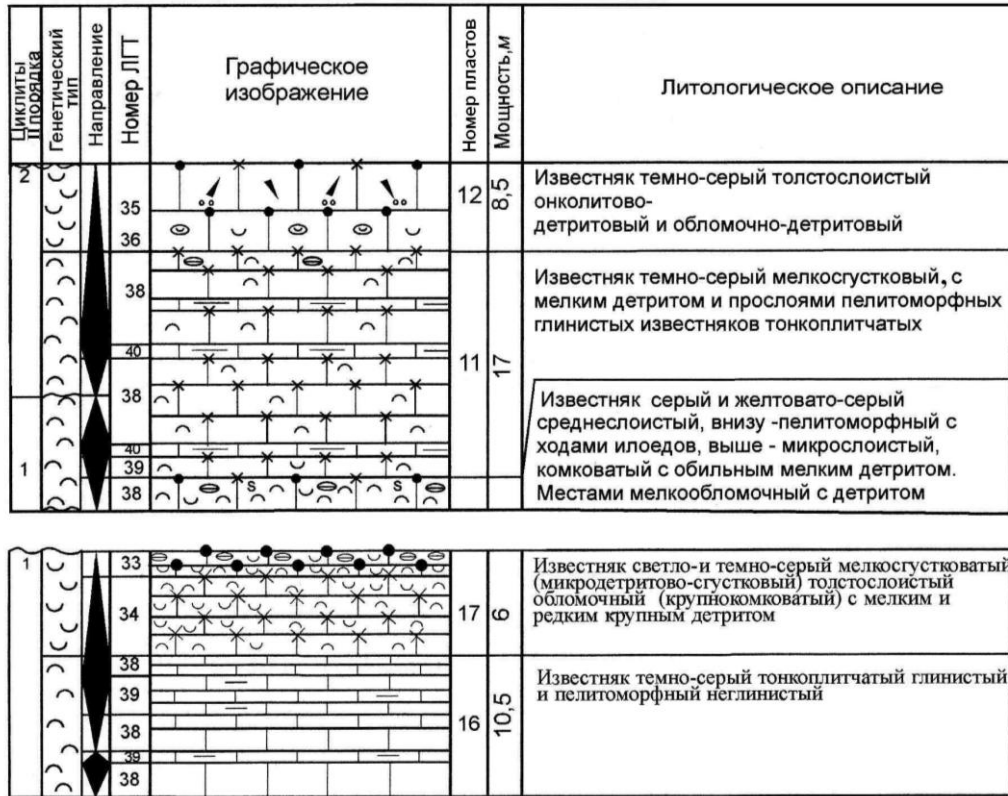 Циклиты
IIпорядка
Генетический
тип
Направление
Номер ЛГТ
Графическое
изображение
Номер пластов
Мощность,м
Литологическое описание
2
35
36
38
40
38
40
39
38
1
12
8,5
Известняк темно-серый толстослоистый
онколитово-
детритовый и обломочно-детритовый
11
17
Известняк темно-серый мелкосгустковый, с
мелким детритом и прослоями пелитоморфных
глинистых известняков тонкоплитчатых
Известняк серый и желтовато-серый
среднеслоистый, внизу -пелитоморфный с
ходами илоедов, выше - микрослоистый,
комковатый с обильным мелким детритом.
Местами мелкообломочный с детритом
s
s
1
33
34
38
39
38
39
38
17
6
Известняк светло-и темно-серый мелкосгустковатый
(микродетритово-сгустковый) толстослоистый
обломочный (крупнокомковатый) с мелким и
редким крупным детритом
16
10,5
Известняк темно-серый тонкоплитчатый глинистый
и пелитоморфный неглинистый